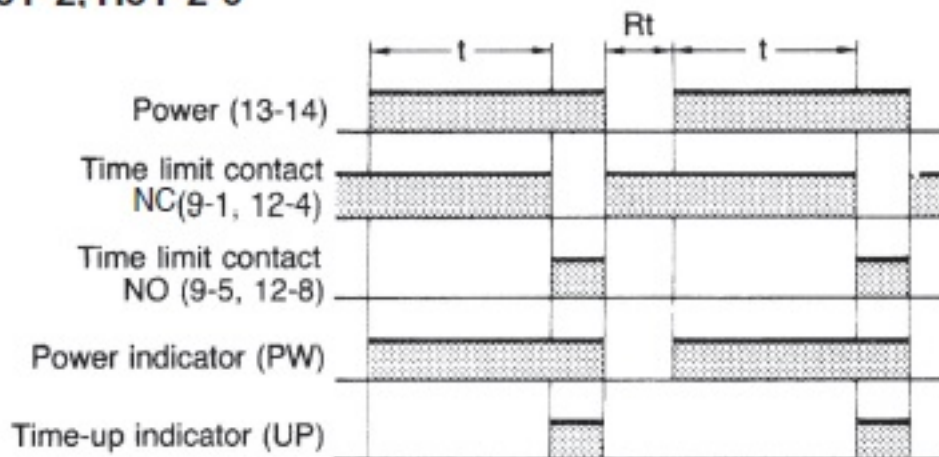 Rt
t
t
Power (13-14)
Time limit contact
NC(9-1, 12-4)
Time limit contact
NO (9-5, 12-8)
Power indicator (PW)
Time-up indicator (UP)